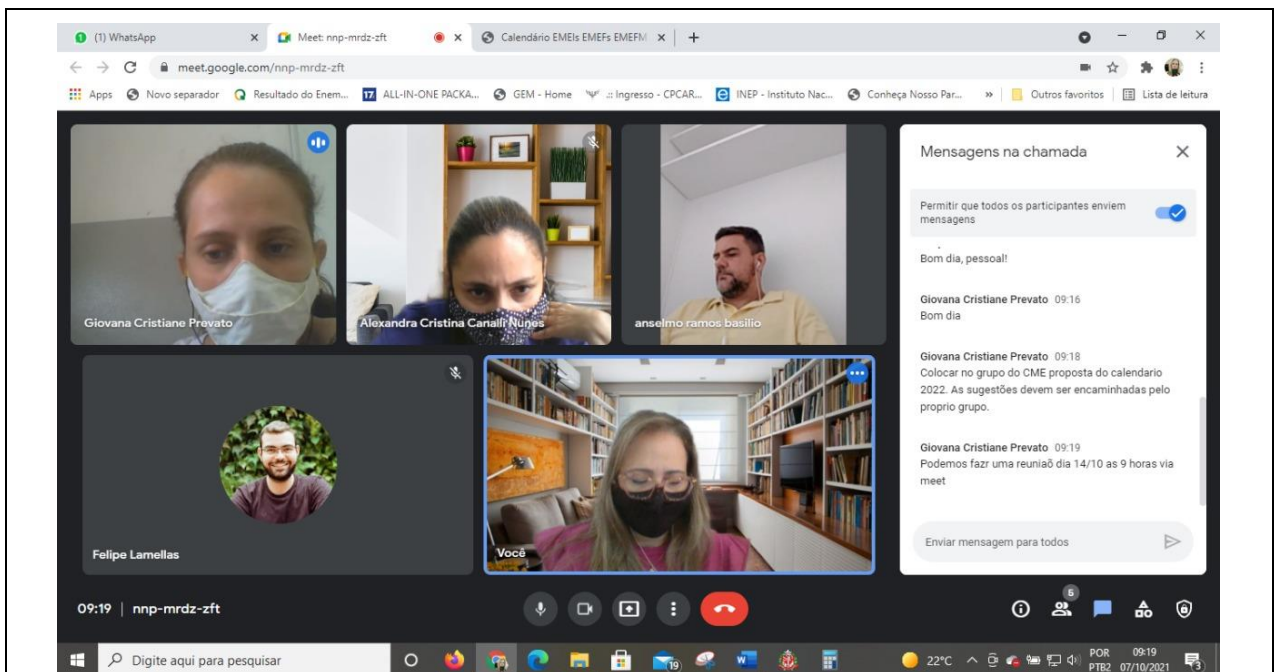 (1) WhatsApp
Meet: nnp-mrdz-zft
Calendário EMEIs EMEFs EMEFM
meet.google.com/nnp-mrdz-zft
Apps
Novo separador
Resultado do Enem...
17 ALL-IN-ONE PACKA...
GEM - Home
.:: Ingresso - CPCAR...
INEP - Instituto Nac...
Conheça Nosso Par...
»
Outros favoritos
Lista de leitura
Giovana Cristiane Prevato
Alexandra Cristina Canalli Nunes
anselmo ramos basilio
Felipe Lamellas
Você
Mensagens na chamada
Permitir que todos os participantes enviem
mensagens
Bom dia, pessoal!
Giovana Cristiane Prevato 09:16
Bom dia
Giovana Cristiane Prevato 09:18
Colocar no grupo do CME proposta do calendario
2022. As sugestões devem ser encaminhadas pelo
proprio grupo.
Giovana Cristiane Prevato 09:19
Podemos fazr uma reuniaõ dia 14/10 as 9 horas via
meet
Enviar mensagem para todos
09:19 | nnp-mrdz-zft
6
Digite aqui para pesquisar
19
22°C
POR
PTB2
09:19
07/10/2021
3